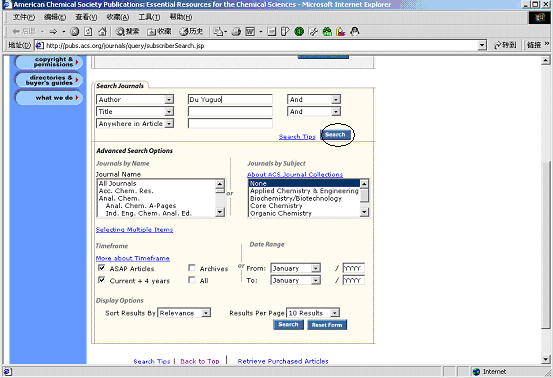 American Chemical Society Publications: Essential Resources for the Chemical Sciences - Microsoft Internet Explorer
文件(F) 编辑(E) 查看(V) 收藏(A) 工具(T) 帮助(H)
后退 搜索 收藏 历史
地址(D) http://pubs.acs.org/journals/query/subscriberSearch.jsp 转到 链接 »
copyright & permissions
directories & buyer's guides
what we do
Search Journals
Author Du Yuguo And
Title And
Anywhere in Article
Search Tips Search
Advanced Search Options
Journals by Name
Journals by Subject
Journal Name
About ACS Journal Collections
All Journals
Acc. Chem. Res.
Anal. Chem.
Anal. Chem. A-Pages
Ind. Eng. Chem. Anal. Ed.
or
None
Applied Chemistry & Engineering
Biochemistry/Biotechnology
Core Chemistry
Organic Chemistry
Selecting Multiple Items
Timeframe
Date Range
More about Timeframe
ASAP Articles Archives
Current + 4 years All
or
From: January / YYYY
To: January / YYYY
Display Options
Sort Results By Relevance Results Per Page 10 Results
Search Reset Form
Search Tips | Back to Top | Retrieve Purchased Articles
Internet